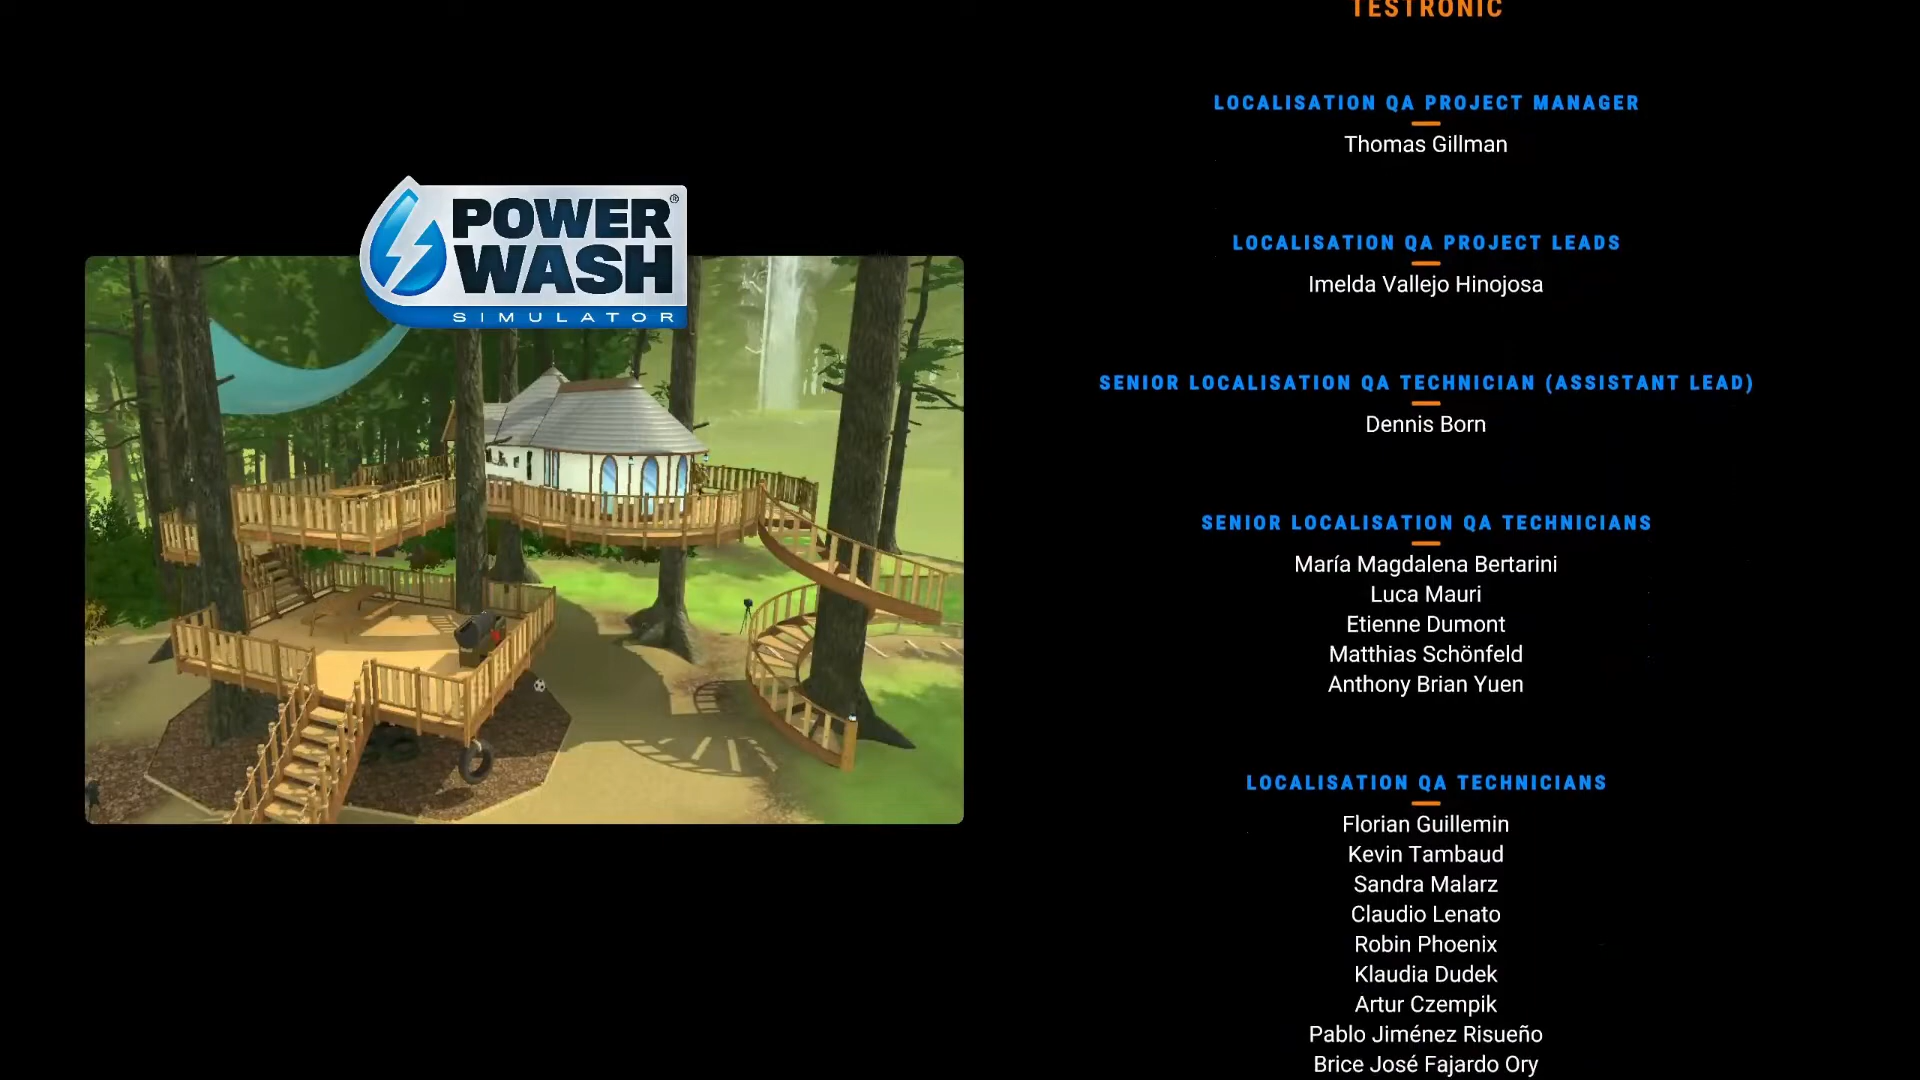 POWER
WASH®
SIMULATOR
TESTRONIC
LOCALISATION QA PROJECT MANAGER
Thomas Gillman
LOCALISATION QA PROJECT LEADS
Imelda Vallejo Hinojosa
SENIOR LOCALISATION QA TECHNICIAN (ASSISTANT LEAD)
Dennis Born
SENIOR LOCALISATION QA TECHNICIANS
María Magdalena Bertarini
Luca Mauri
Etienne Dumont
Matthias Schönfeld
Anthony Brian Yuen
LOCALISATION QA TECHNICIANS
Florian Guillemin
Kevin Tambaud
Sandra Malarz
Claudio Lenato
Robin Phoenix
Klaudia Dudek
Artur Czempik
Pablo Jiménez Risueño
Brice José Fajardo Ory